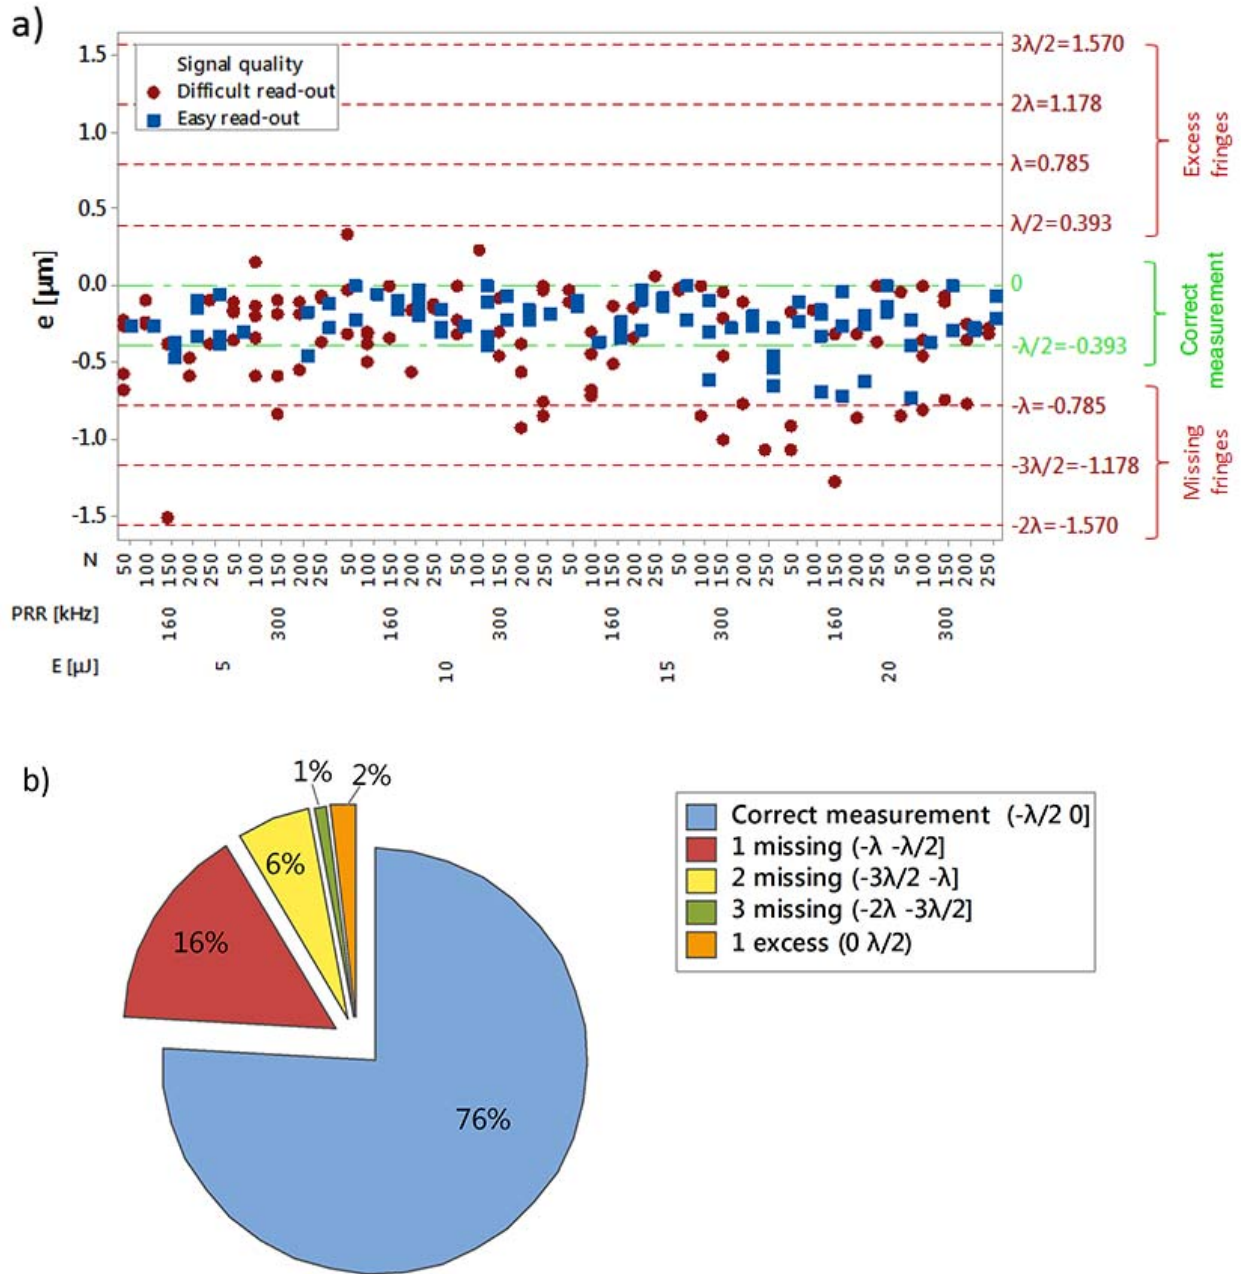 a)
1.5
1.0
0.5
0.0
-0.5
-1.0
-1.5
e [µm]
Signal quality
Difficult read-out
Easy read-out
3λ/2=1.570
2λ=1.178
λ=0.785
λ/2=0.393
0
-λ/2=-0.393
-λ=-0.785
-3λ/2=-1.178
-2λ=-1.570
Excess
fringes
Correct
measurement
Missing
fringes
N 50 100 150 200 250 50 100 150 200 250 50 100 150 200 250 50 100 150 200 250 50 100 150 200 250 50 100 150 200 250 50 100 150 200 250 50 100 150 200 250
PRR [kHz] 160 300 160 300 160 300 160 300
E [µJ] 5 10 15 20
b)
1% 2%
6%
16%
76%
Correct measurement (-λ/2 0]
1 missing (-λ -λ/2]
2 missing (-3λ/2 -λ]
3 missing (-2λ -3λ/2]
1 excess (0 λ/2)